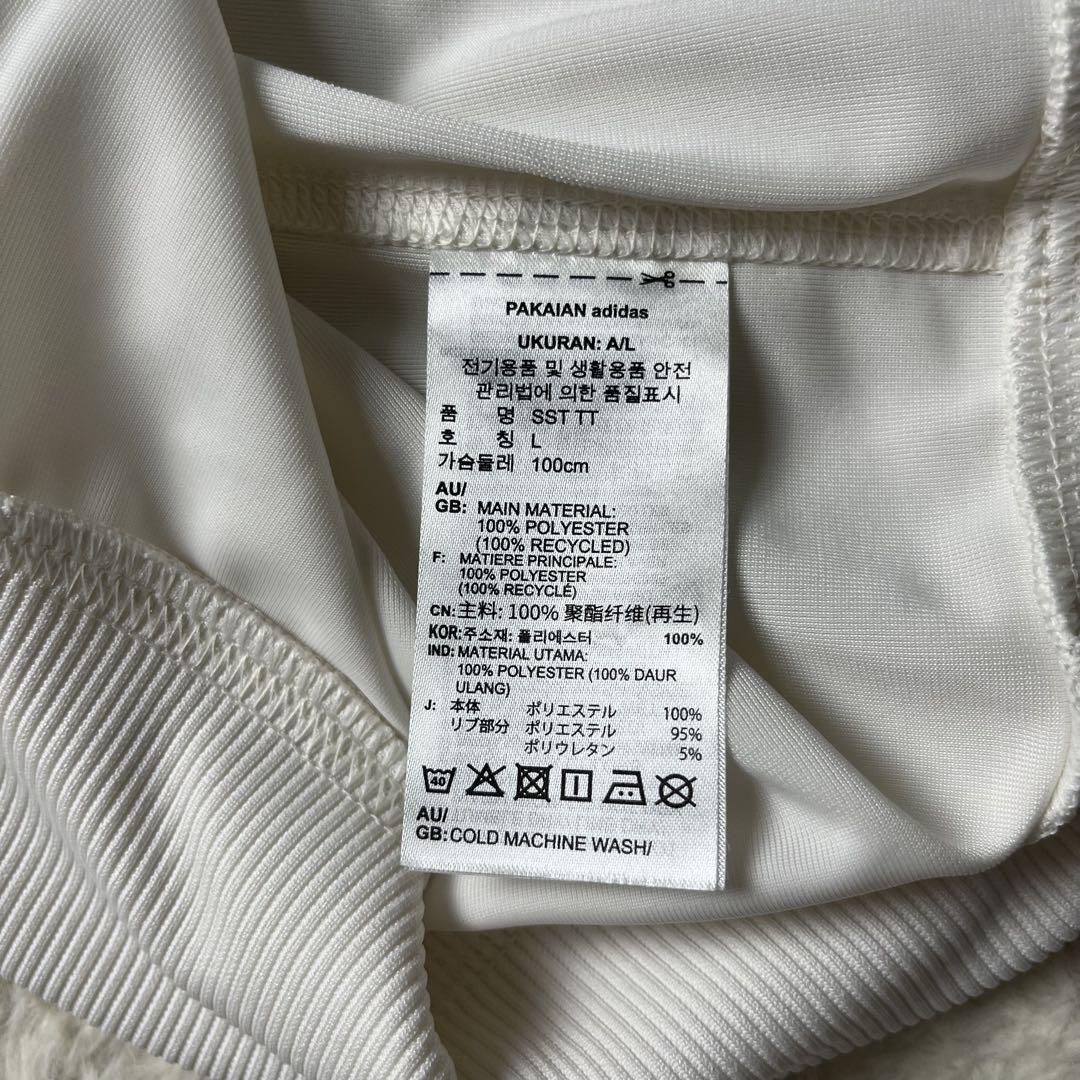 PAKAIAN adidas
UKURAN: A/L
전기용품 및 생활용품 안전
관리법에 의한 품질표시
품 명 SST TT
호 칭 L
가슴둘레 100cm
AU/
GB: MAIN MATERIAL:
100% POLYESTER
(100% RECYCLED)
F: MATIERE PRINCIPALE:
100% POLYESTER
(100% RECYCLÉ)
CN: 主料: 100% 聚酯纤维(再生)
KOR: 주소재: 폴리에스터 100%
IND: MATERIAL UTAMA:
100% POLYESTER (100% DAUR
ULANG)
J: 本体 ポリエステル 100%
リブ部分 ポリエステル 95%
ポリウレタン 5%
40
AU/
GB: COLD MACHINE WASH/